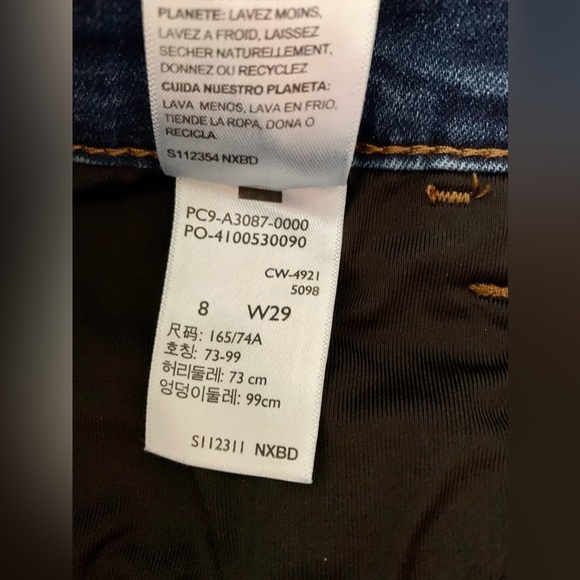 PLANETE: LAVEZ MOINS,
LAVEZ A FROID, LAISSEZ
SECHER NATURELLEMENT,
DONNEZ OU RECYCLEZ
CUIDA NUESTRO PLANETA:
LAVA MENOS, LAVA EN FRIO,
TIENDE LA ROPA, DONA O
RECICLA.
S112354 NXBD
PC9-A3087-0000
PO-4100530090
CW-4921
5098
8 W29
尺码: 165/74A
호칭: 73-99
허리둘레: 73 cm
엉덩이둘레: 99cm
S112311 NXBD